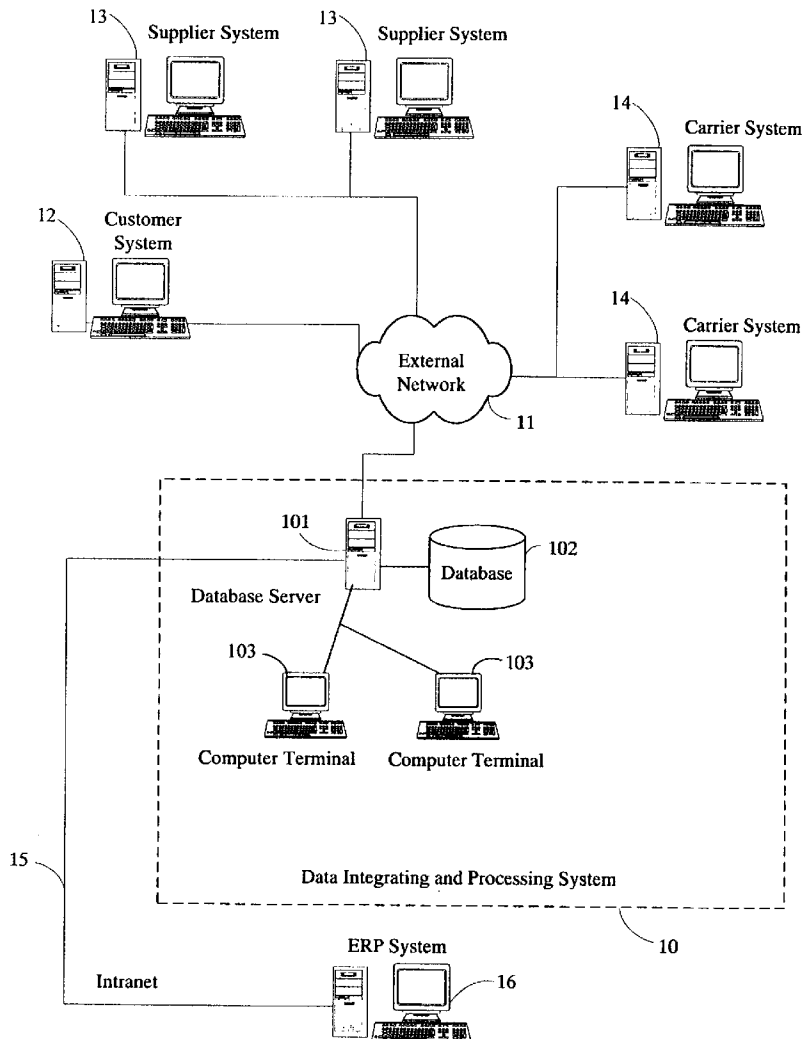 13
Supplier System
13
Supplier System
14
Carrier System
12
Customer
System
14
Carrier System
External
Network
11
101
102
Database
Database Server
103
103
Computer Terminal
Computer Terminal
15
Data Integrating and Processing System
10
ERP System
Intranet
16